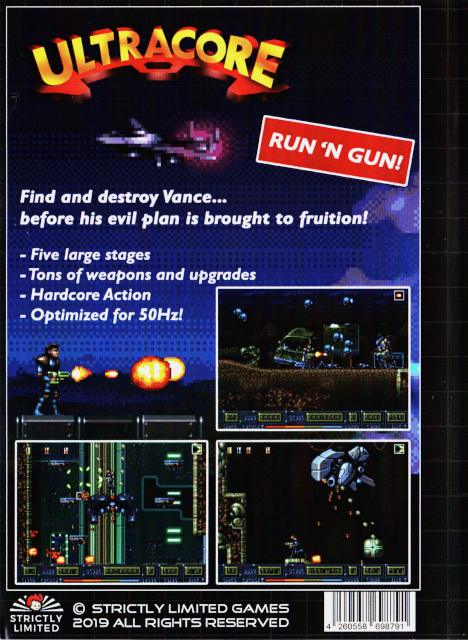 ULTRACORE
RUN 'N GUN!
Find and destroy Vance...
before his evil plan is brought to fruition!
- Five large stages
- Tons of weapons and upgrades
- Hardcore Action
- Optimized for 50Hz!
STRICTLY
LIMITED
© STRICTLY LIMITED GAMES
2019 ALL RIGHTS RESERVED
4 260558 698791